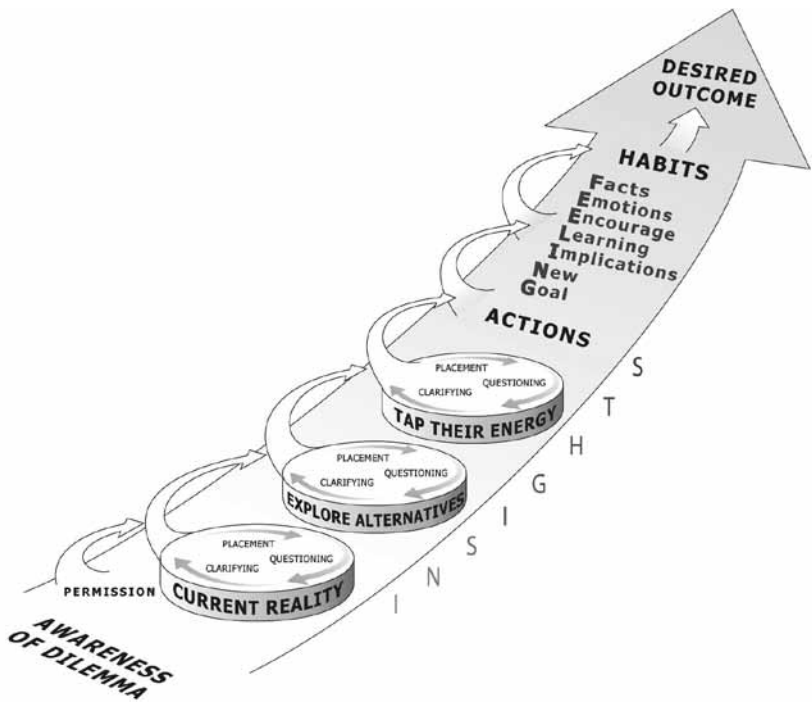 DESIRED
OUTCOME
HABITS
Facts
Emotions
Encourage
Learning
Implications
New
Goal
ACTIONS
PLACEMENT
CLARIFYING QUESTIONING
TAP THEIR ENERGY
PLACEMENT
CLARIFYING QUESTIONING
EXPLORE ALTERNATIVES
PLACEMENT
CLARIFYING QUESTIONING
CURRENT REALITY
PERMISSION
AWARENESS
OF DILEMMA
INSIGHTS